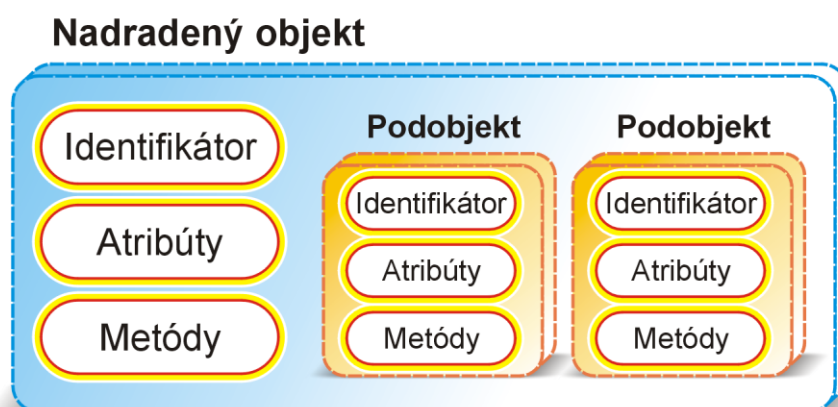 Nadradený objekt
Identifikátor
Atribúty
Metódy
Podobjekt
Identifikátor
Atribúty
Metódy
Podobjekt
Identifikátor
Atribúty
Metódy